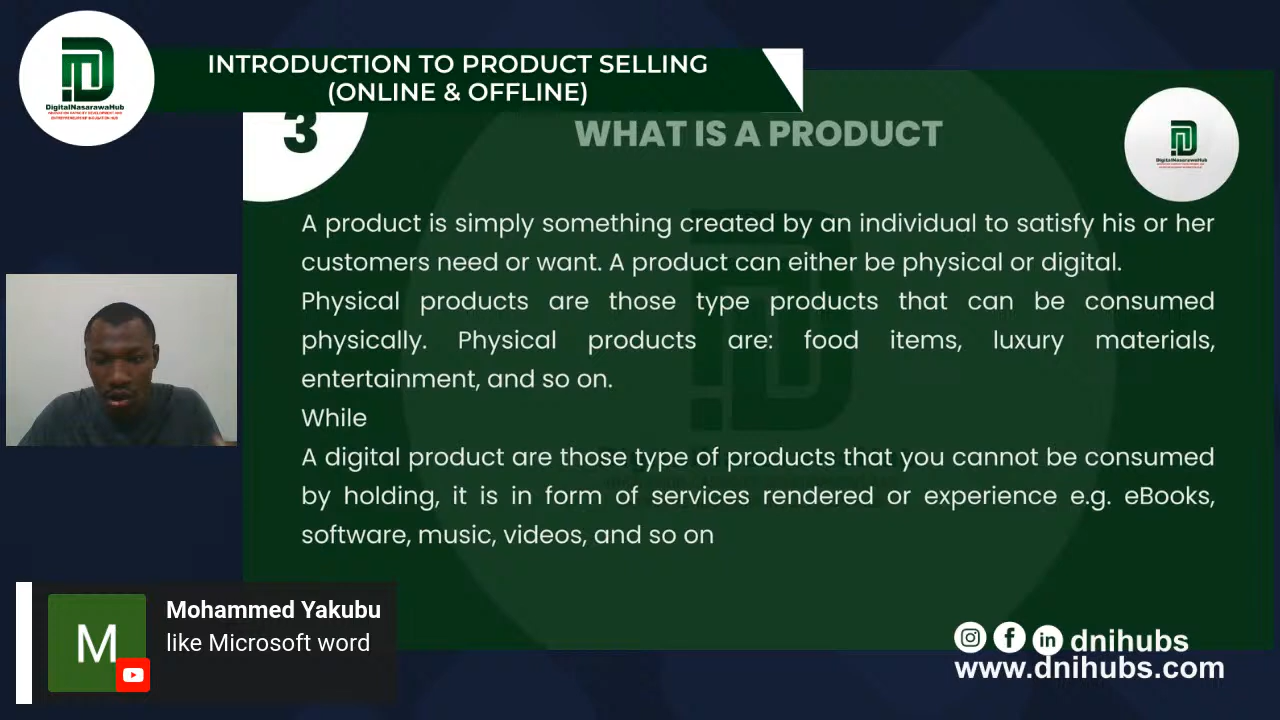 DigitalNasarawaHub
INTRODUCTION TO PRODUCT SELLING
(ONLINE & OFFLINE)
3
WHAT IS A PRODUCT
DigitalNasarawaHub
A product is simply something created by an individual to satisfy his or her
customers need or want. A product can either be physical or digital.
Physical products are those type products that can be consumed
physically. Physical products are: food items, luxury materials,
entertainment, and so on.
While
A digital product are those type of products that you cannot be consumed
by holding, it is in form of services rendered or experience e.g. eBooks,
software, music, videos, and so on
M
Mohammed Yakubu
like Microsoft word
dnihubs
www.dnihubs.com